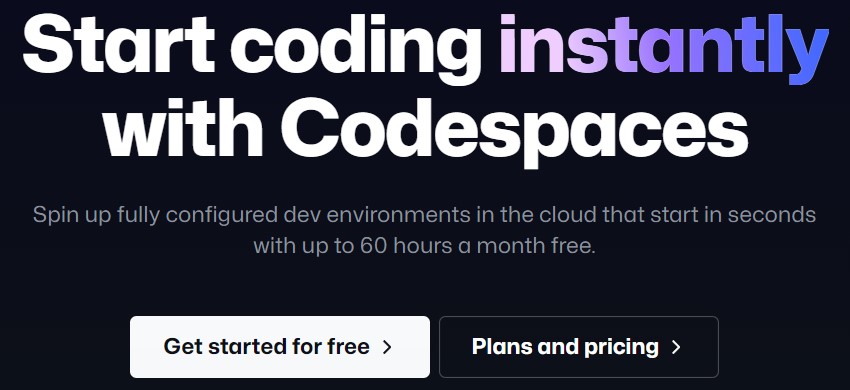 Start coding instantly
with Codespaces
Spin up fully configured dev environments in the cloud that start in seconds
with up to 60 hours a month free.
Get started for free
Plans and pricing